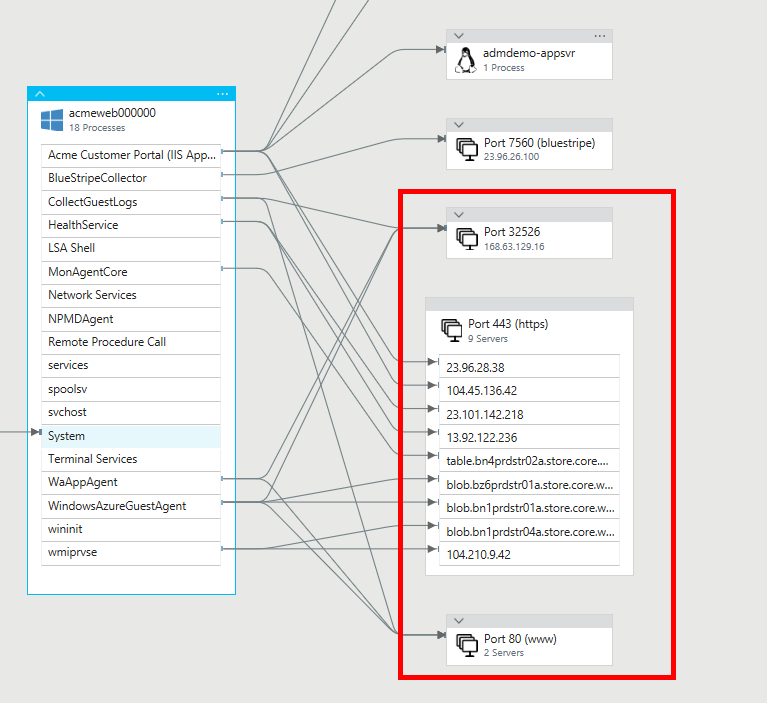 acmeweb000000
18 Processes
Acme Customer Portal (IIS App...
BlueStripeCollector
CollectGuestLogs
HealthService
LSA Shell
MonAgentCore
Network Services
NPMDAgent
Remote Procedure Call
services
spoolsv
svchost
System
Terminal Services
WaAppAgent
WindowsAzureGuestAgent
wininit
wmiprvse
admdemo-appsvr
1 Process
Port 7560 (bluestripe)
23.96.26.100
Port 32526
168.63.129.16
Port 443 (https)
9 Servers
23.96.28.38
104.45.136.42
23.101.142.218
13.92.122.236
table.bn4prdstr02a.store.core....
blob.bz6prdstr01a.store.core.w...
blob.bn1prdstr01a.store.core.w...
blob.bn1prdstr04a.store.core.w...
104.210.9.42
Port 80 (www)
2 Servers